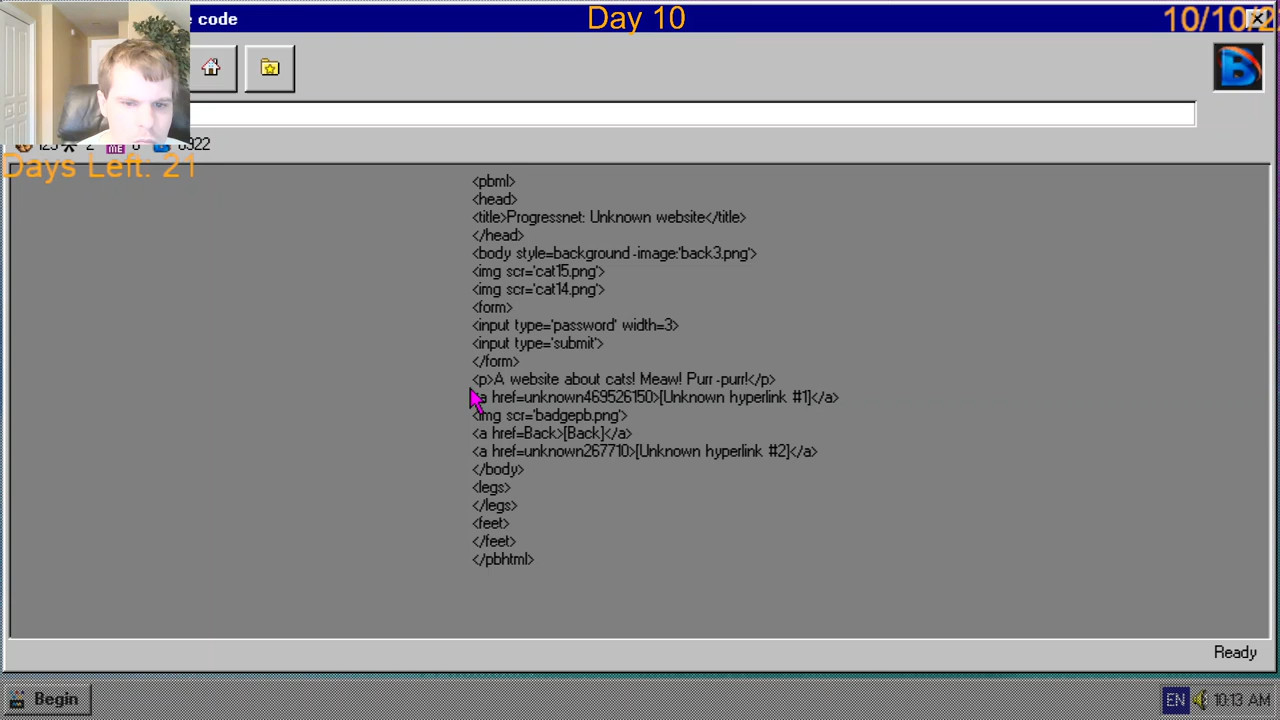 e code
Day 10
10/10/2
Days Left: 21
<pbml>
<head>
<title>Progressnet: Unknown website</title>
</head>
<body style=background-image:'back3.png'>
<img scr='cat15.png'>
<img scr='cat14.png'>
<form>
<input type='password' width=3>
<input type='submit'>
</form>
<p>A website about cats! Meaw! Purr-purr!</p>
<a href=unknown469526150>[Unknown hyperlink #1]</a>
<img scr='badgepb.png'>
<a href=Back>[Back]</a>
<a href=unknown267710>[Unknown hyperlink #2]</a>
</body>
<legs>
</legs>
<feet>
</feet>
</pbhtml>
Ready
Begin
EN 10:13 AM